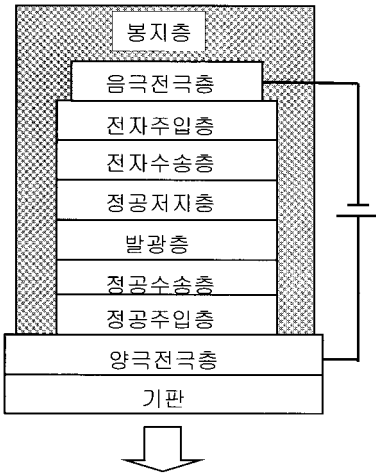 봉지층
음극전극층
전자주입층
전자수송층
정공저지층
발광층
정공수송층
정공주입층
양극전극층
기판